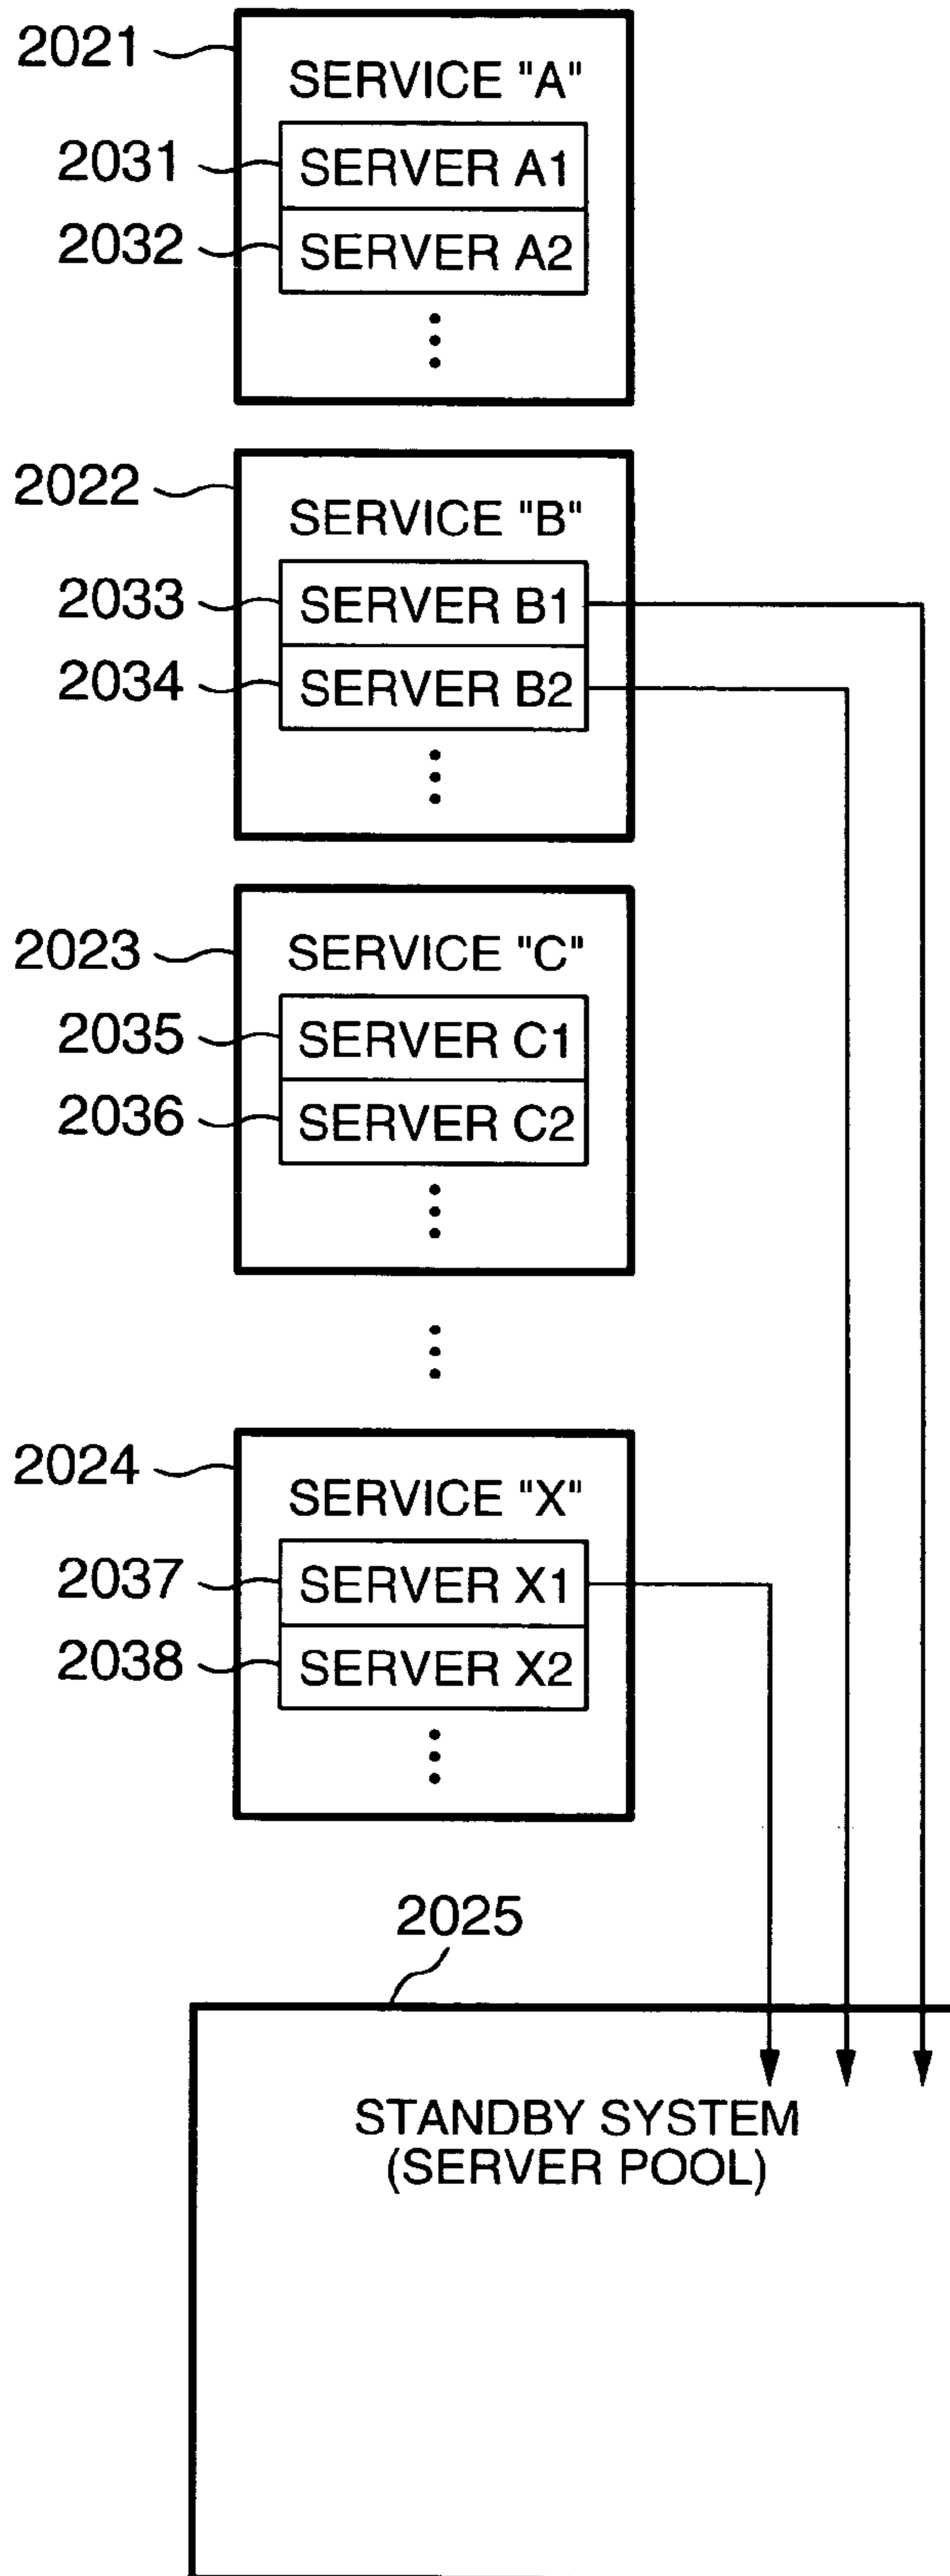 2021
SERVICE "A"
2031
SERVER A1
2032
SERVER A2
2022
SERVICE "B"
2033
SERVER B1
2034
SERVER B2
2023
SERVICE "C"
2035
SERVER C1
2036
SERVER C2
2024
SERVICE "X"
2037
SERVER X1
2038
SERVER X2
2025
STANDBY SYSTEM
(SERVER POOL)